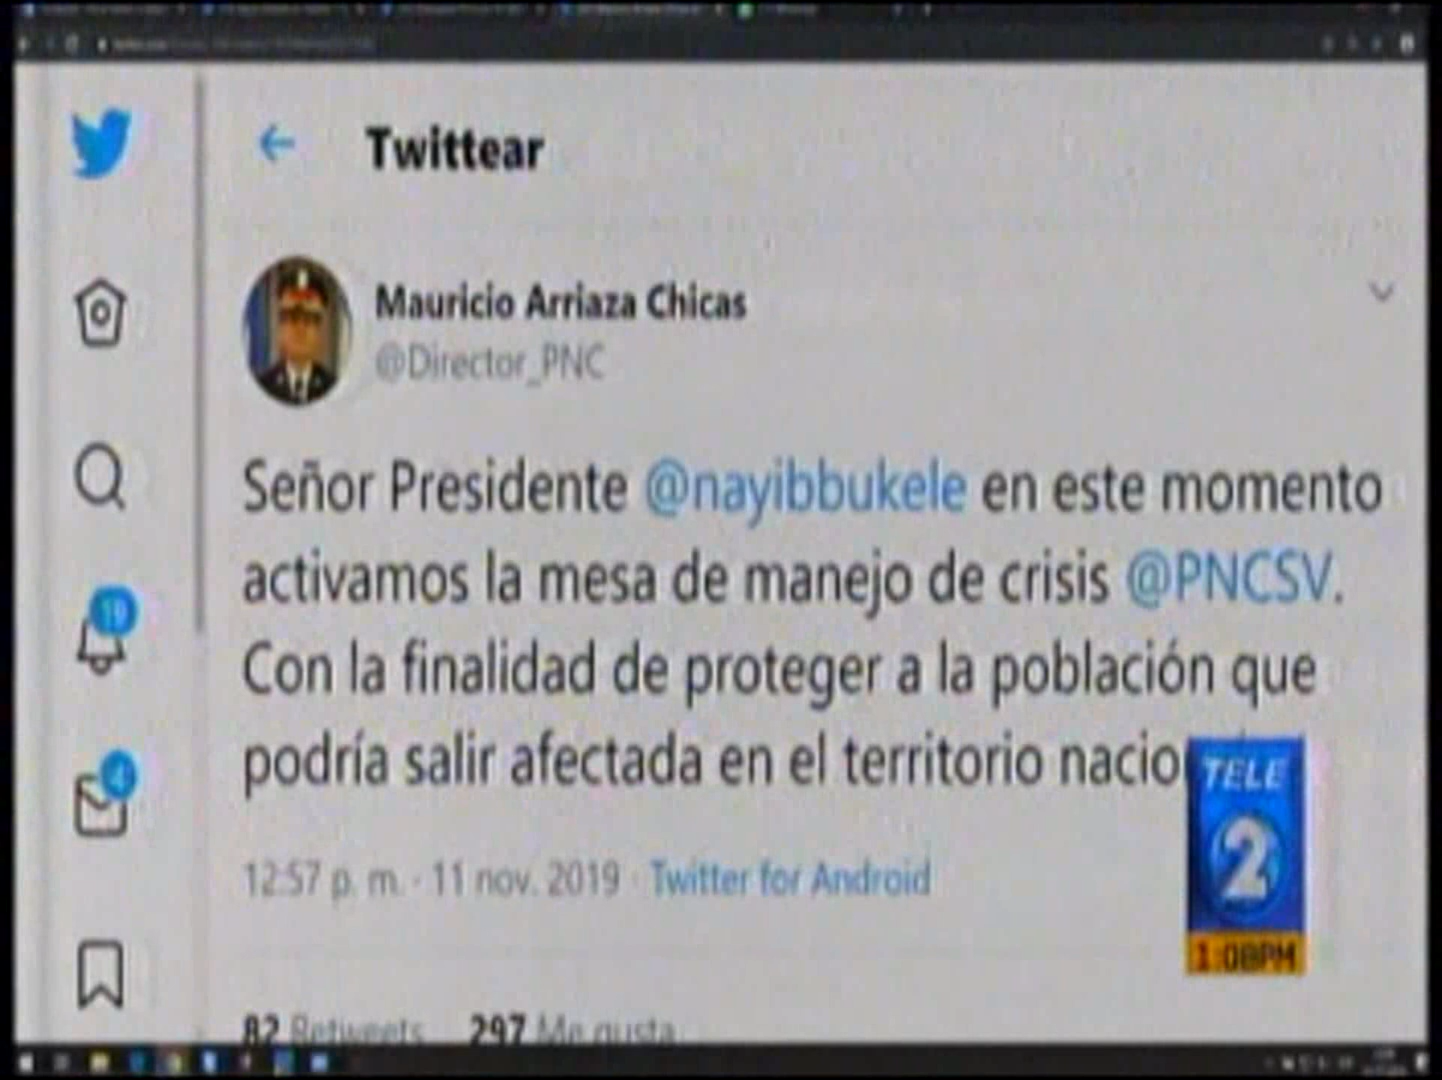 Twittear
Mauricio Arriaza Chicas
@Director_PNC
Señor Presidente @nayibbukele en este momento
activamos la mesa de manejo de crisis @PNCSV.
Con la finalidad de proteger a la población que
podría salir afectada en el territorio nacio
12:57 p. m. · 11 nov. 2019 · Twitter for Android
82 Retweets 297 Me gusta
19
4
TELE
2
1:08PM